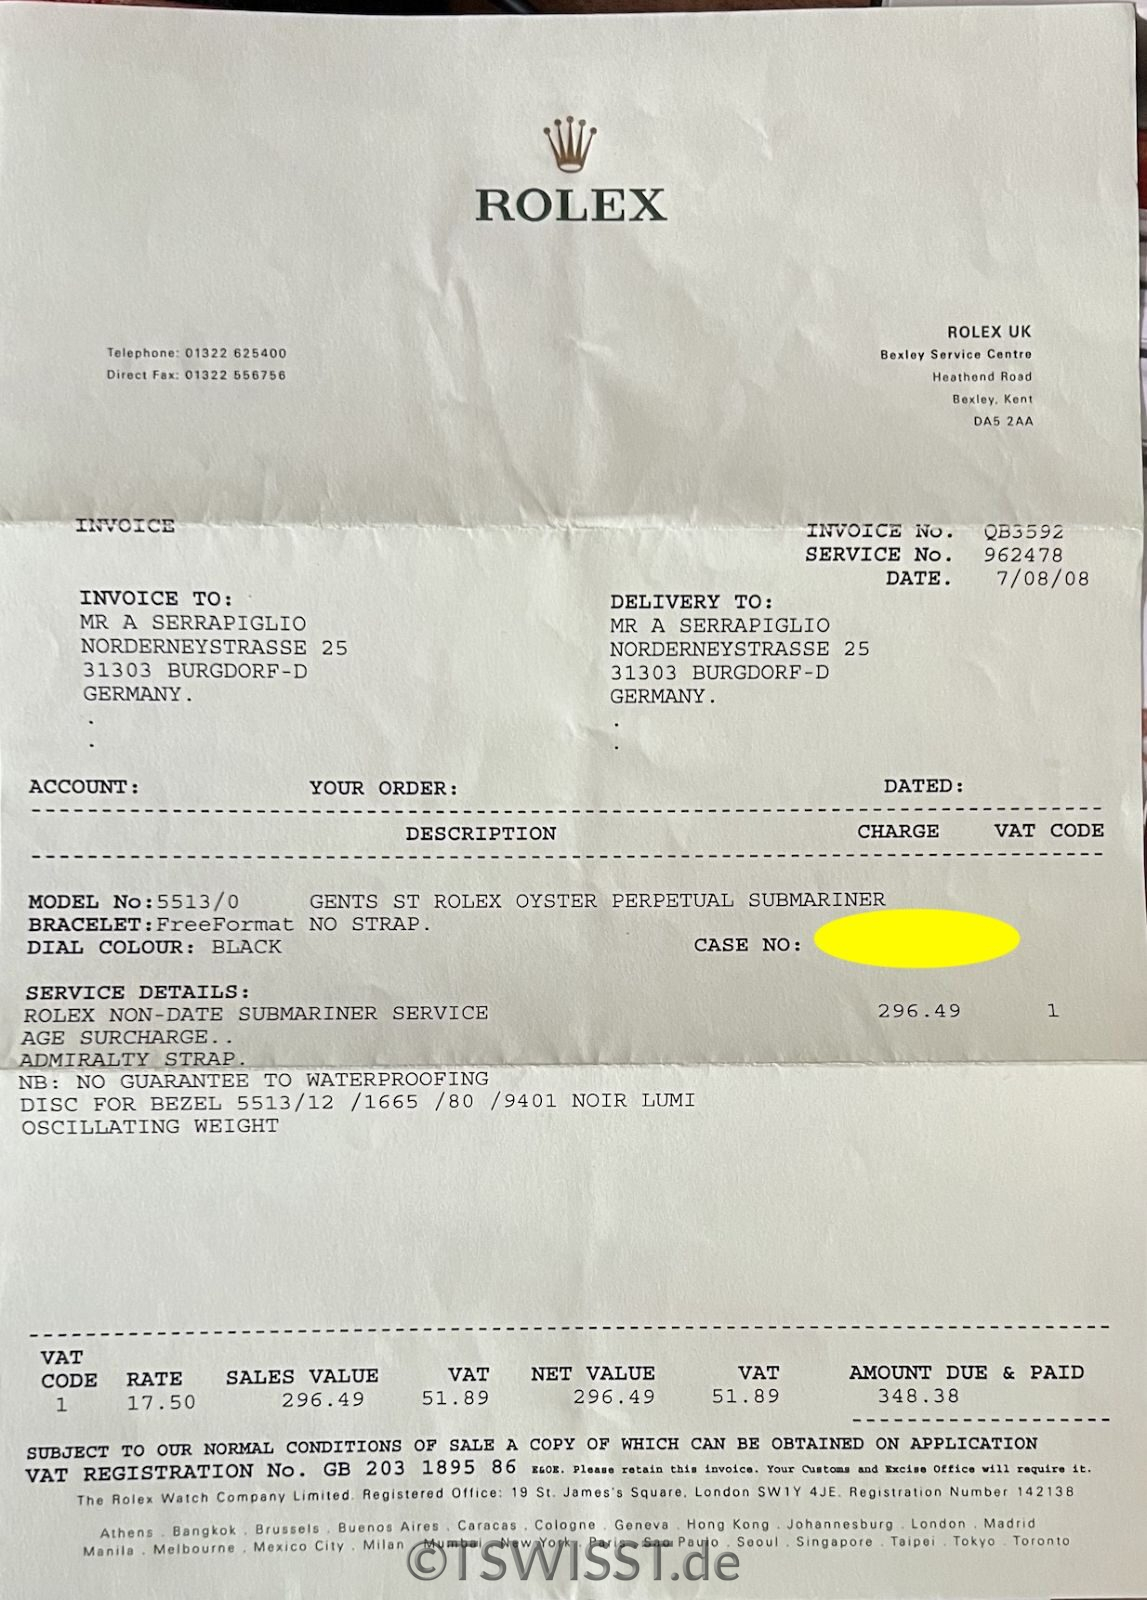 ROLEX
Telephone: 01322 625400
Direct Fax: 01322 556756
ROLEX UK
Bexley Service Centre
Heathend Road
Bexley, Kent
DA5 2AA
INVOICE
INVOICE No. QB3592
SERVICE No. 962478
DATE. 7/08/08
INVOICE TO:
MR A SERRAPIGLIO
NORDERNEYSTRASSE 25
31303 BURGDORF-D
GERMANY.
.
.
DELIVERY TO:
MR A SERRAPIGLIO
NORDERNEYSTRASSE 25
31303 BURGDORF-D
GERMANY.
.
.
ACCOUNT: YOUR ORDER: DATED:
DESCRIPTION CHARGE VAT CODE
MODEL No:5513/0 GENTS ST ROLEX OYSTER PERPETUAL SUBMARINER
BRACELET:FreeFormat NO STRAP.
DIAL COLOUR: BLACK CASE NO:
SERVICE DETAILS:
ROLEX NON-DATE SUBMARINER SERVICE 296.49 1
AGE SURCHARGE..
ADMIRALTY STRAP.
NB: NO GUARANTEE TO WATERPROOFING
DISC FOR BEZEL 5513/12 /1665 /80 /9401 NOIR LUMI
OSCILLATING WEIGHT
VAT
CODE RATE SALES VALUE VAT NET VALUE VAT AMOUNT DUE & PAID
1 17.50 296.49 51.89 296.49 51.89 348.38
SUBJECT TO OUR NORMAL CONDITIONS OF SALE A COPY OF WHICH CAN BE OBTAINED ON APPLICATION
VAT REGISTRATION No. GB 203 1895 86 E&OE. Please retain this invoice. Your Customs and Excise Office will require it.
The Rolex Watch Company Limited. Registered Office: 19 St. James's Square, London SW1Y 4JE. Registration Number 142138
Athens . Bangkok . Brussels . Buenos Aires . Caracas . Cologne . Geneva . Hong Kong . Johannesburg . London . Madrid
Manila . Melbourne . Mexico City . Milan . Mumbai . New York . Paris . Sao Paulo . Seoul . Singapore . Taipei . Tokyo . Toronto
©TSWISST.de